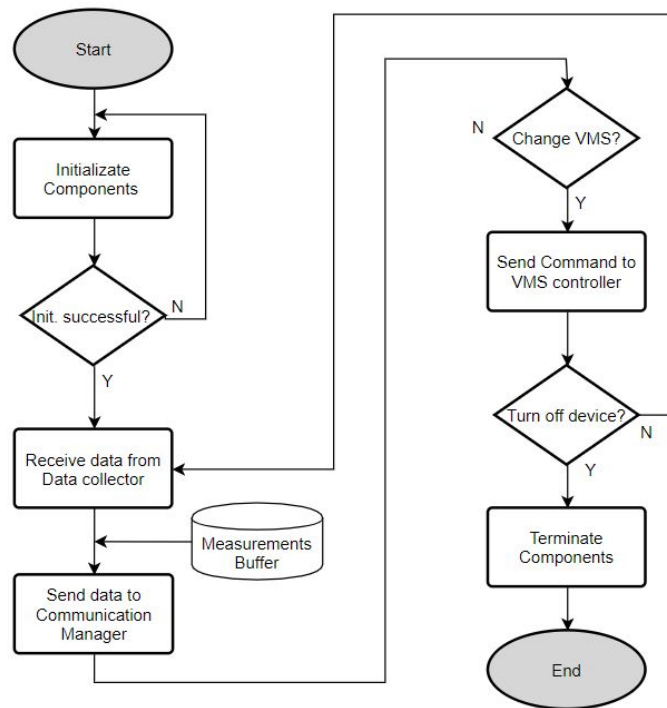 Start
Initializate
Components
Init. successful?
N
Y
Receive data from
Data collector
Measurements
Buffer
Send data to
Communication
Manager
Change VMS?
N
Y
Send Command to
VMS controller
Turn off device?
N
Y
Terminate
Components
End